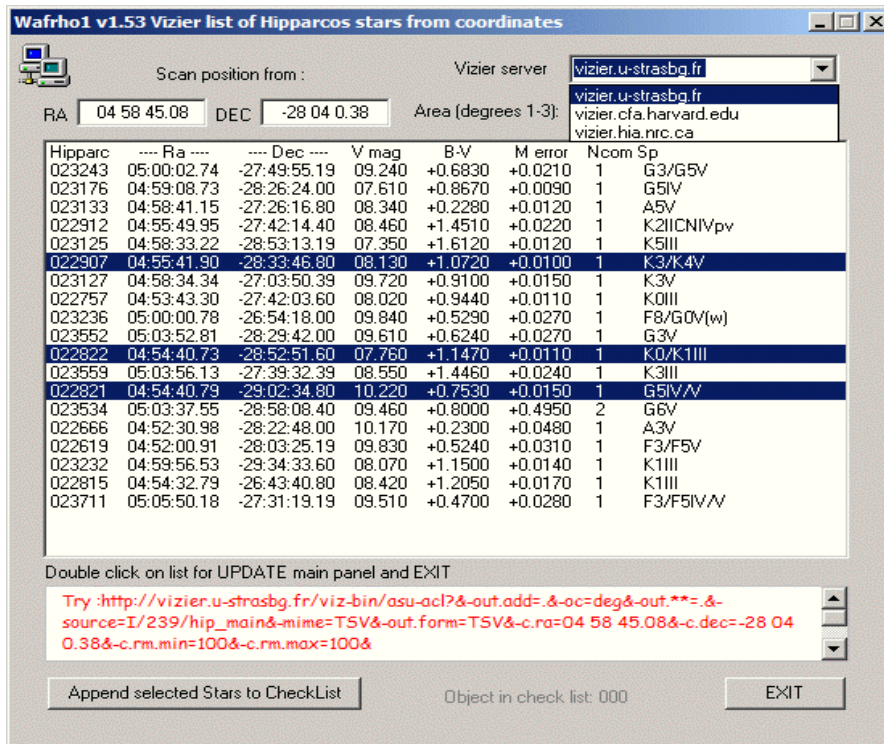 Wafrho1 v1.53 Vizier list of Hipparcos stars from coordinates
Scan position from : Vizier server vizier.u-strasbg.fr
vizier.u-strasbg.fr
RA 04 58 45.08 DEC -28 04 0.38 Area (degrees 1-3): vizier.cfa.harvard.edu
vizier.hia.nrc.ca
Hipparc ---- Ra ---- ---- Dec ---- V mag B-V M error Ncom Sp
023243 05:00:02.74 -27:49:55.19 09.240 +0.6830 +0.0210 1 G3/G5V
023176 04:59:08.73 -28:26:24.00 07.610 +0.8670 +0.0090 1 G5IV
023133 04:58:41.15 -27:26:16.80 08.340 +0.2280 +0.0120 1 A5V
022912 04:55:49.95 -27:42:14.40 08.460 +1.4510 +0.0220 1 K2IICNIVpv
023125 04:58:33.22 -28:53:13.19 07.350 +1.6120 +0.0120 1 K5III
022907 04:55:41.90 -28:33:46.80 08.130 +1.0720 +0.0100 1 K3/K4V
023127 04:58:34.34 -27:03:50.39 09.720 +0.9100 +0.0150 1 K3V
022757 04:53:43.30 -27:42:03.60 08.020 +0.9440 +0.0110 1 K0III
023236 05:00:00.78 -26:54:18.00 09.840 +0.5290 +0.0270 1 F8/G0V(w)
023552 05:03:52.81 -28:29:42.00 09.610 +0.6240 +0.0270 1 G3V
022822 04:54:40.73 -28:52:51.60 07.760 +1.1470 +0.0110 1 K0/K1III
023559 05:03:56.13 -27:39:32.39 08.550 +1.4460 +0.0240 1 K3III
022821 04:54:40.79 -29:02:34.80 10.220 +0.7530 +0.0150 1 G5IV/V
023534 05:03:37.55 -28:58:08.40 09.460 +0.8000 +0.4950 2 G6V
022666 04:52:30.98 -28:22:48.00 10.170 +0.2300 +0.0480 1 A3V
022619 04:52:00.91 -28:03:25.19 09.830 +0.5240 +0.0310 1 F3/F5V
023232 04:59:56.53 -29:34:33.60 08.070 +1.1500 +0.0140 1 K1III
022815 04:54:32.79 -26:43:40.80 08.420 +1.2050 +0.0170 1 K1III
023711 05:05:50.18 -27:31:19.19 09.510 +0.4700 +0.0280 1 F3/F5IV/V
Double click on list for UPDATE main panel and EXIT
Try :http://vizier.u-strasbg.fr/viz-bin/asu-acl?&-out.add=.&-oc=deg&-out.**=.&-
source=I/239/hip_main&-mime=TSV&-out.form=TSV&-c.ra=04 58 45.08&-c.dec=-28 04
0.38&-c.rm.min=100&-c.rm.max=100&
Append selected Stars to CheckList Object in check list: 000 EXIT